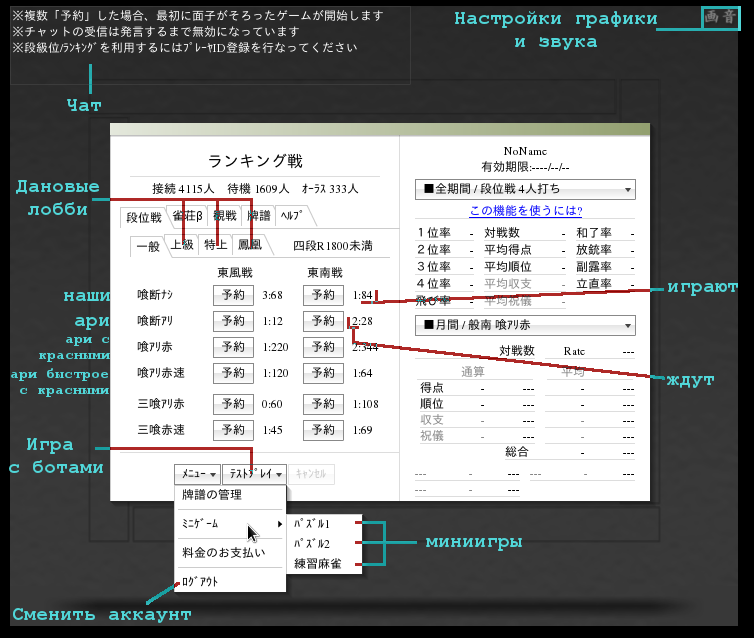 ※複数「予約」した場合、最初に面子がそろったゲームが開始します
※チャットの受信は発言するまで無効になっています
※段級位/ﾗﾝｷﾝｸﾞを利用するにはﾌﾟﾚｰﾔID登録を行なってください
Настройки графики
и звука
画 音
Чат
ランキング戦
接続 4115人 待機 1609人 ｵｰﾗｽ 333人
Дановые
лобби
段位戦 雀荘β 観戦 牌譜 ﾍﾙﾌﾟ
一般 上級 特上 鳳凰 四段R1800未満
東風戦 東南戦
наши
喰断ﾅｼ 予約 3:68 予約 1:84
ари
喰断ｱﾘ 予約 1:12 予約 2:28
ари с
красными
喰ｱﾘ赤 予約 1:220 予約 2:344
ари быстрое
с красными
喰ｱﾘ赤速 予約 1:120 予約 1:64
三喰ｱﾘ赤 予約 0:60 予約 1:108
三喰赤速 予約 1:45 予約 1:69
Игра
с ботами
ﾒﾆｭｰ ▼ ﾃｽﾄﾌﾟﾚｲ ▼ ｷｬﾝｾﾙ
牌譜の管理
ﾐﾆｹﾞｰﾑ
料金のお支払い
ﾛｸﾞｱｳﾄ
ﾊﾟｽﾞﾙ1
ﾊﾟｽﾞﾙ2
練習麻雀
миниигры
Сменить аккаунт
NoName
有効期限:----/--/--
■全期間 / 段位戦 4人打ち
この機能を使うには?
１位率 - 対戦数 - 和了率 -
２位率 - 平均得点 - 放銃率 -
３位率 - 平均順位 - 副露率 -
４位率 - 平均収支 - 立直率 -
飛び率 - 平均祝儀 -
играют
■月間 / 般南 喰ｱﾘ赤
対戦数 Rate ---
通算 平均
ждут
得点 - --- - ---
順位 - --- - ---
収支 - --- - ---
祝儀 - --- - ---
総合 - ---
--- - --- --- - ---
--- - ---